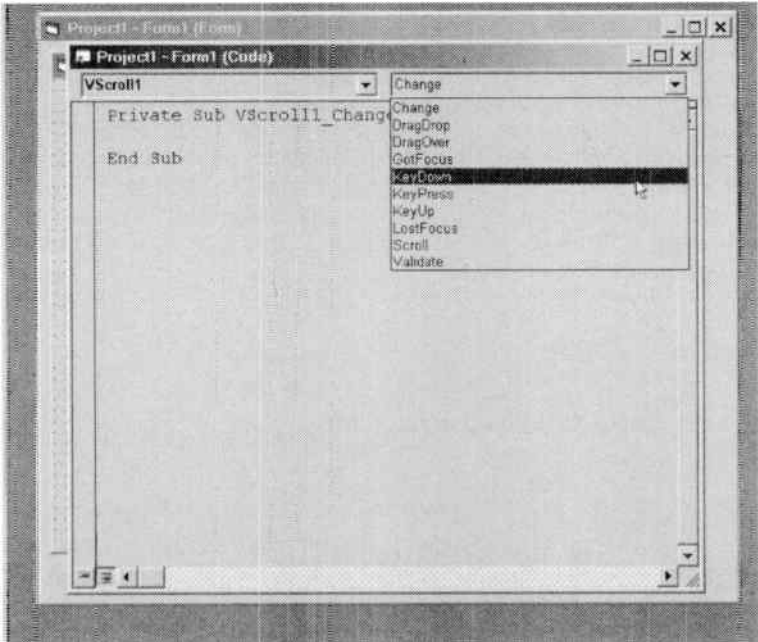 Project1 - Form1 (Form)
Project1 - Form1 (Code)
VScroll1
Change
Private Sub VScroll1_Change
End Sub
Change
DragDrop
DragOver
GotFocus
KeyDown
KeyPress
KeyUp
LostFocus
Scroll
Validate